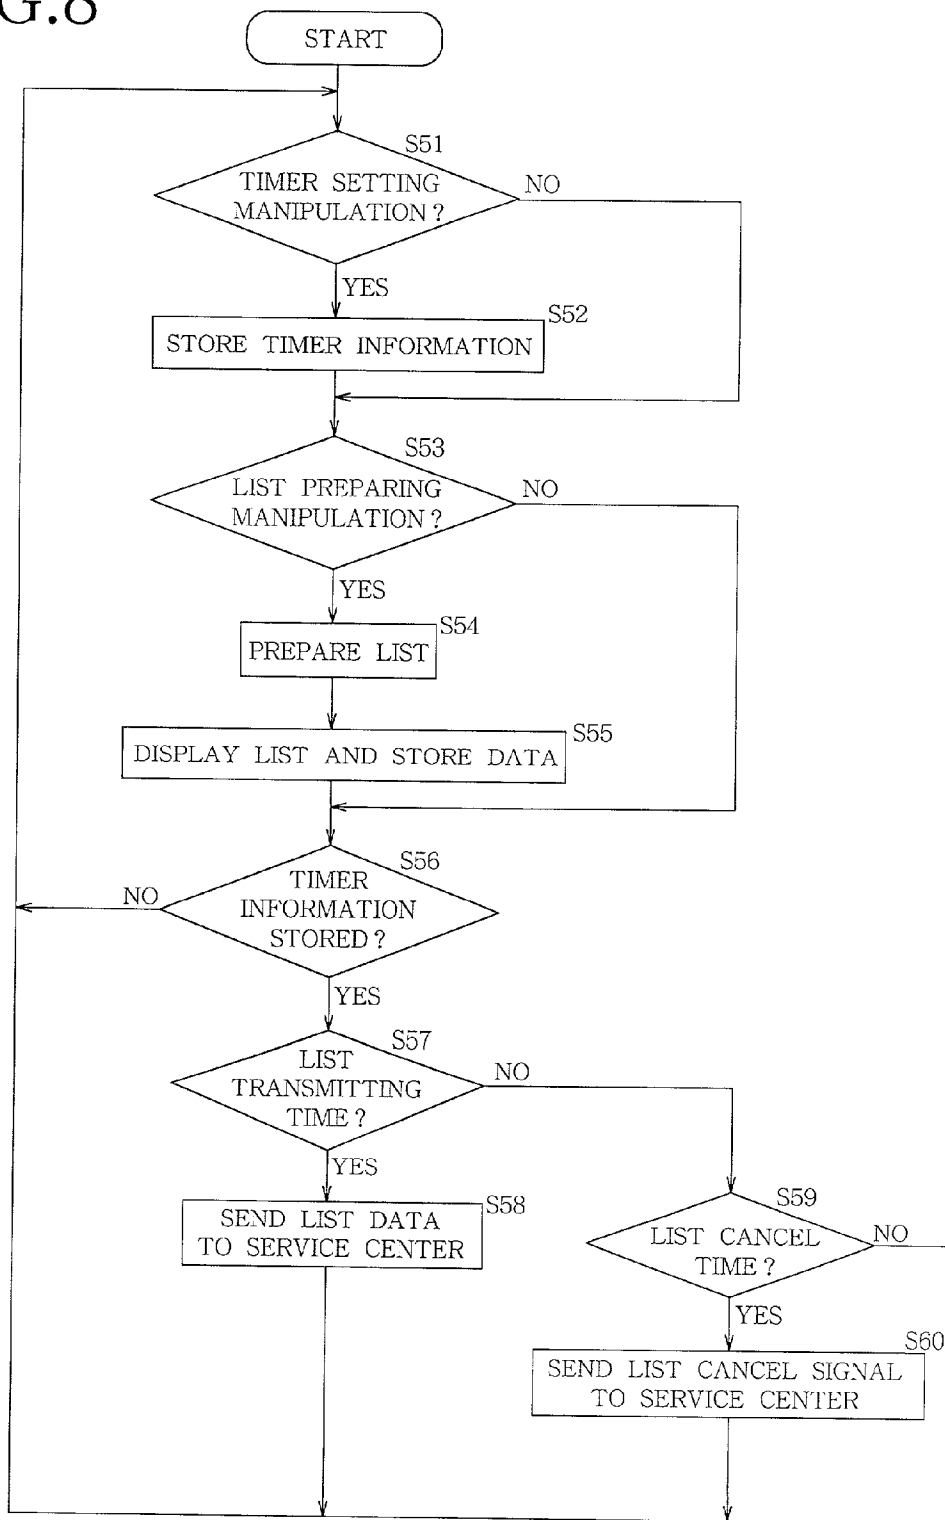 G.8
START
S51
TIMER SETTING
MANIPULATION?
NO
YES
S52
STORE TIMER INFORMATION
S53
LIST PREPARING
MANIPULATION?
NO
YES
S54
PREPARE LIST
S55
DISPLAY LIST AND STORE DATA
S56
TIMER
INFORMATION
STORED?
NO
YES
S57
LIST
TRANSMITTING
TIME?
NO
YES
S58
SEND LIST DATA
TO SERVICE CENTER
S59
LIST CANCEL
TIME?
NO
YES
S60
SEND LIST CANCEL SIGNAL
TO SERVICE CENTER